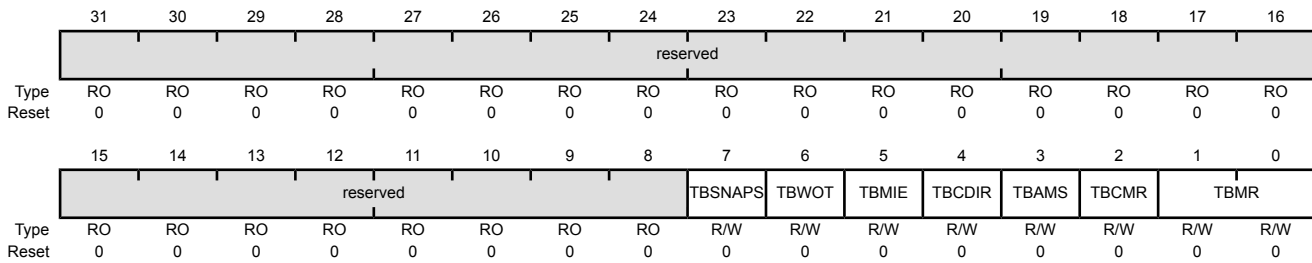 31 30 29 28 27 26 25 24 23 22 21 20 19 18 17 16
reserved
Type RO RO RO RO RO RO RO RO RO RO RO RO RO RO RO RO
Reset 0 0 0 0 0 0 0 0 0 0 0 0 0 0 0 0
15 14 13 12 11 10 9 8 7 6 5 4 3 2 1 0
reserved TBSNAPS TBWOT TBMIE TBCDIR TBAMS TBCMR TBMR
Type RO RO RO RO RO RO RO RO R/W R/W R/W R/W R/W R/W R/W R/W
Reset 0 0 0 0 0 0 0 0 0 0 0 0 0 0 0 0